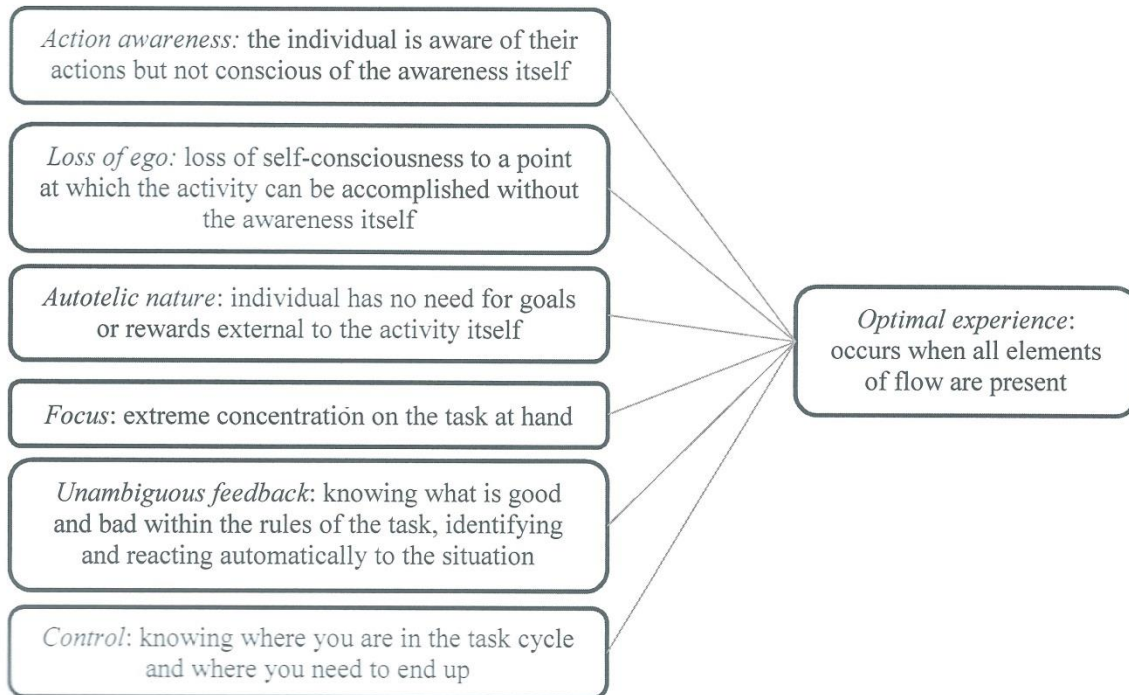 Action awareness: the individual is aware of their
actions but not conscious of the awareness itself
Loss of ego: loss of self-consciousness to a point
at which the activity can be accomplished without
the awareness itself
Autotelic nature: individual has no need for goals
or rewards external to the activity itself
Focus: extreme concentration on the task at hand
Unambiguous feedback: knowing what is good
and bad within the rules of the task, identifying
and reacting automatically to the situation
Control: knowing where you are in the task cycle
and where you need to end up
Optimal experience:
occurs when all elements
of flow are present